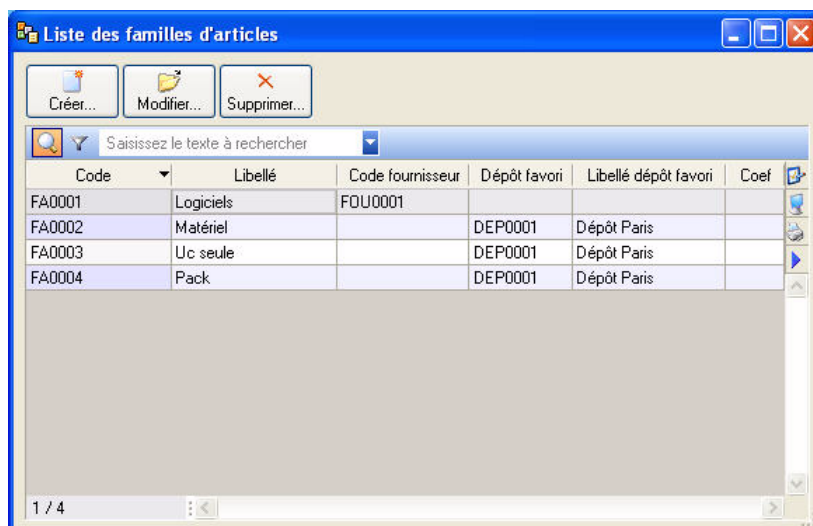 Liste des familles d'articles
Créer... Modifier... Supprimer...
Saisissez le texte à rechercher
Code Libellé Code fournisseur Dépôt favori Libellé dépôt favori Coef
FA0001 Logiciels FOU0001
FA0002 Matériel DEP0001 Dépôt Paris
FA0003 Uc seule DEP0001 Dépôt Paris
FA0004 Pack DEP0001 Dépôt Paris
1 / 4